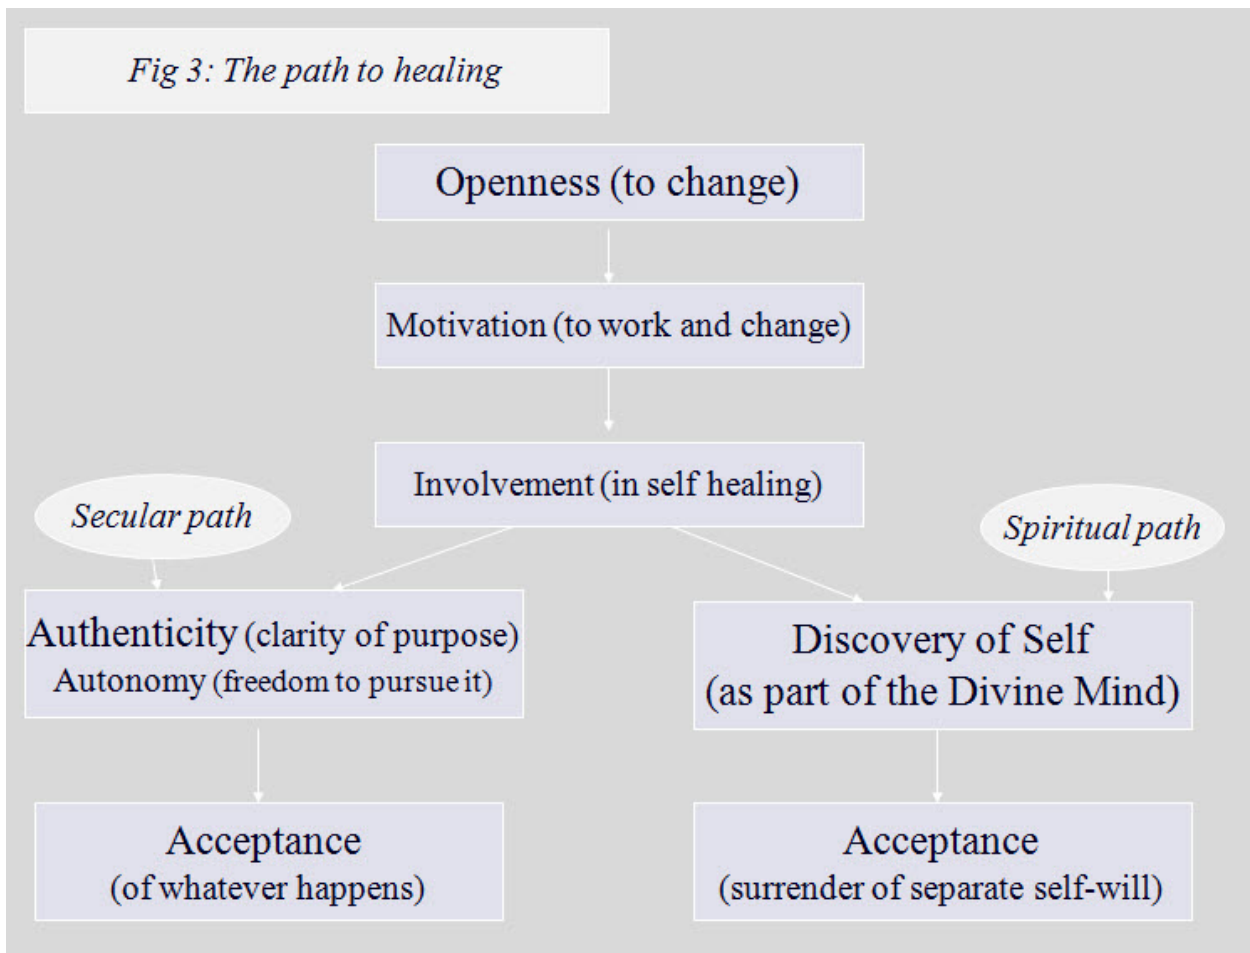 Fig 3: The path to healing
Openness (to change)
Motivation (to work and change)
Involvement (in self healing)
Secular path
Spiritual path
Authenticity (clarity of purpose)
Autonomy (freedom to pursue it)
Discovery of Self
(as part of the Divine Mind)
Acceptance
(of whatever happens)
Acceptance
(surrender of separate self-will)